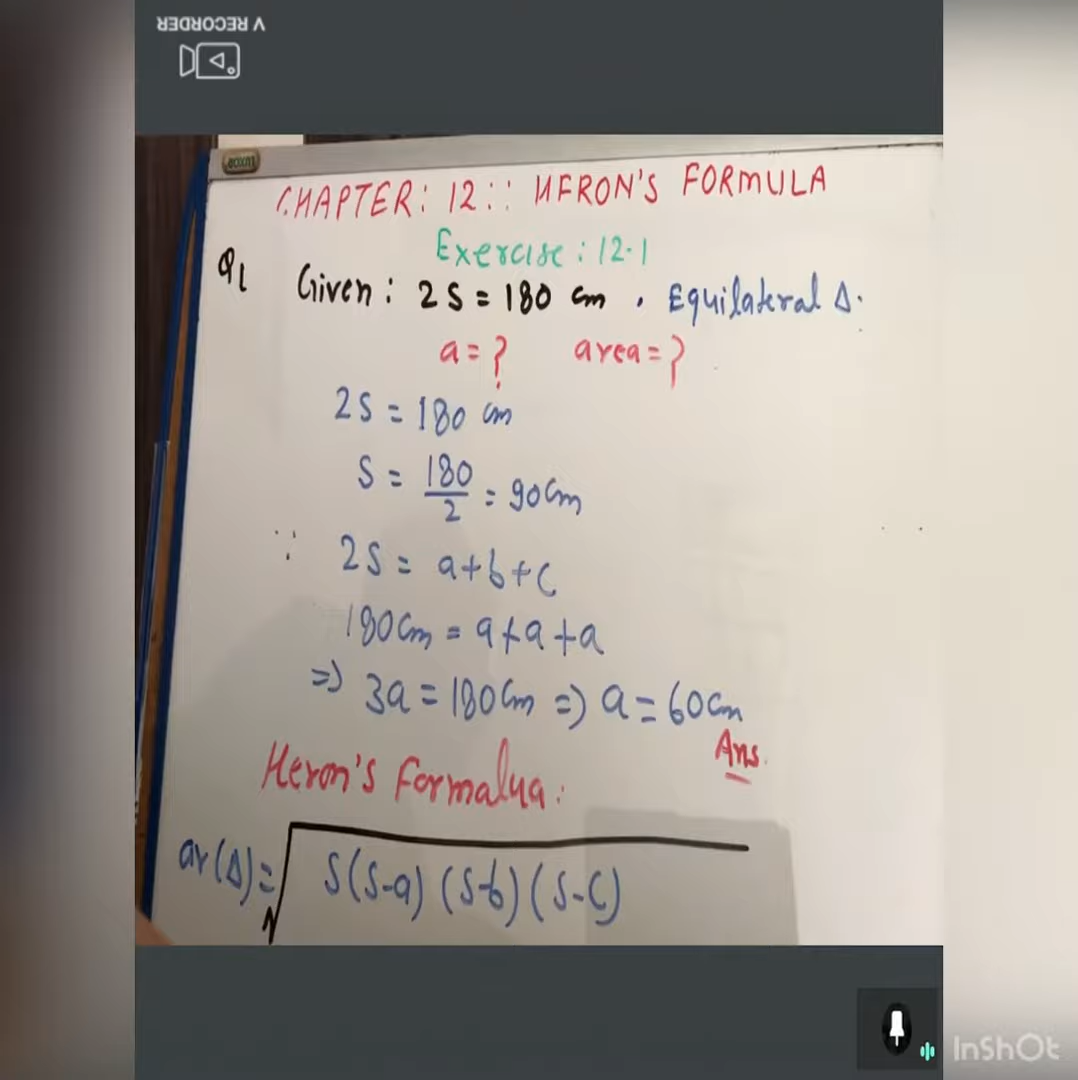 V RECORDER
CHAPTER: 12 :: HERON'S FORMULA
Exercise: 12.1
Q1 Given: 2S = 180 cm . Equilateral Δ.
a = ? area = ?
2S = 180 cm
S = 180/2 = 90cm
∵ 2S = a+b+c
180cm = a+a+a
=> 3a = 180cm => a = 60cm
Ans.
Heron's Formalua:
ar(Δ) = √S(S-a)(S-b)(S-c)
InShOt